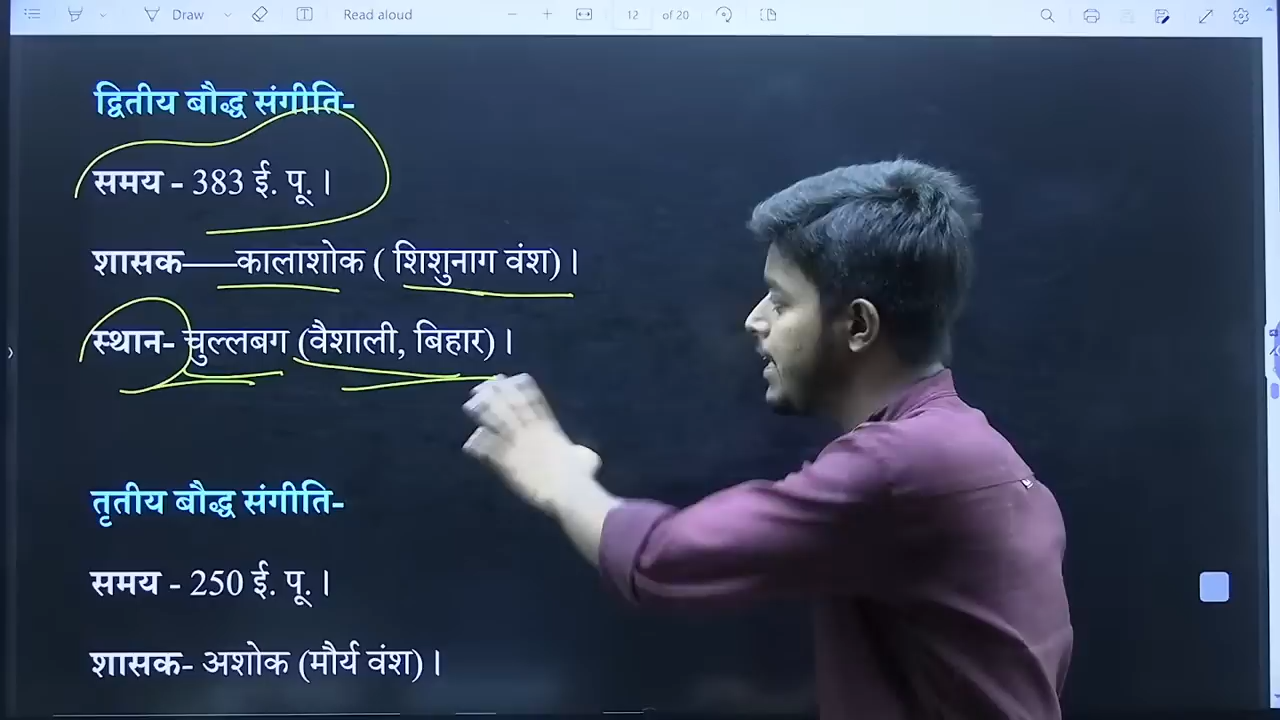 Draw
Read aloud
12 of 20
द्वितीय बौद्ध संगीति-
समय - 383 ई. पू. ।
शासक––कालाशोक ( शिशुनाग वंश) ।
स्थान- चुल्लबग (वैशाली, बिहार) ।
तृतीय बौद्ध संगीति-
समय - 250 ई. पू. ।
शासक- अशोक (मौर्य वंश) ।